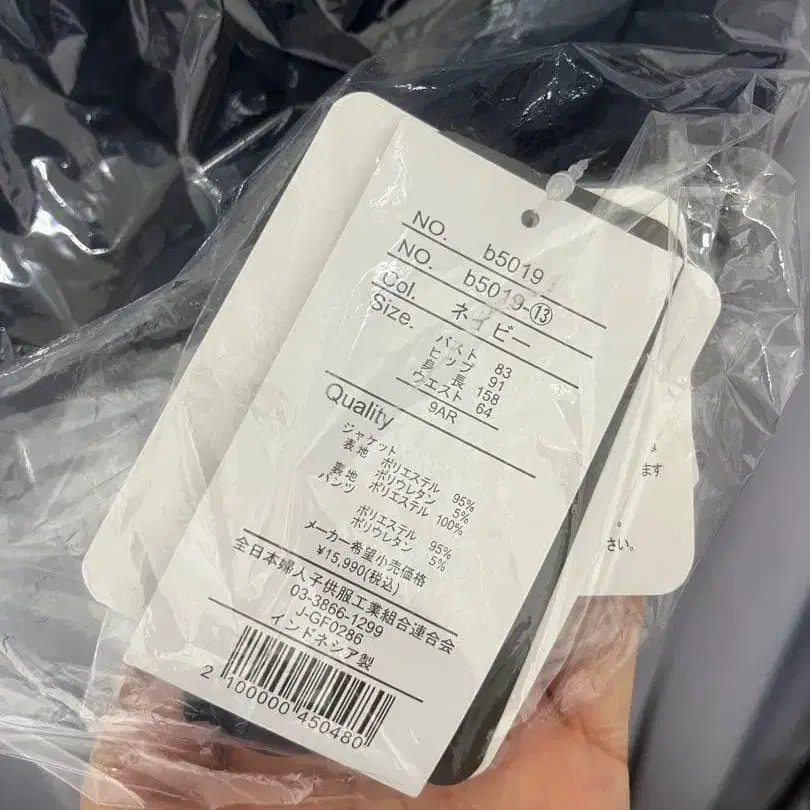 NO. b5019
NO. b5019-⑬
Col. ネイビー
Size.
バスト 83
ヒップ 91
身 長 158
ウエスト 64
9AR
Quality
ジャケット
表地 ポリエステル 95%
ポリウレタン 5%
裏地 ポリエステル 100%
パンツ
ポリエステル 95%
ポリウレタン 5%
メーカー希望小売価格
¥15,990(税込)
全日本婦人子供服工業組合連合会
03-3866-1299
J-GF0286
インドネシア製
2 100000 450480
ます
。
さい。